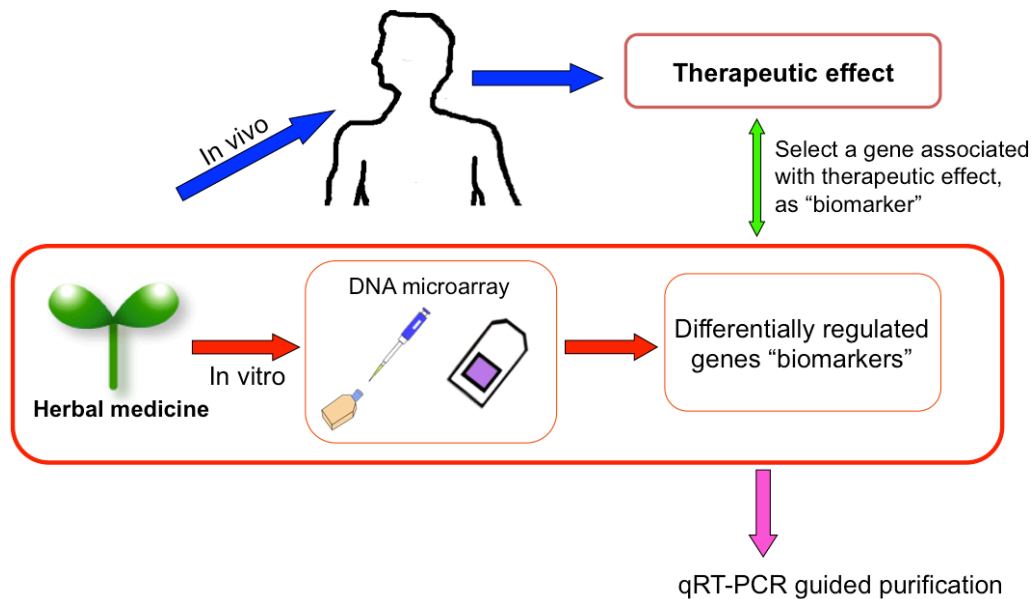 Therapeutic effect
In vivo
Select a gene associated
with therapeutic effect,
as “biomarker”
DNA microarray
Differentially regulated
genes “biomarkers”
In vitro
Herbal medicine
qRT-PCR guided purification